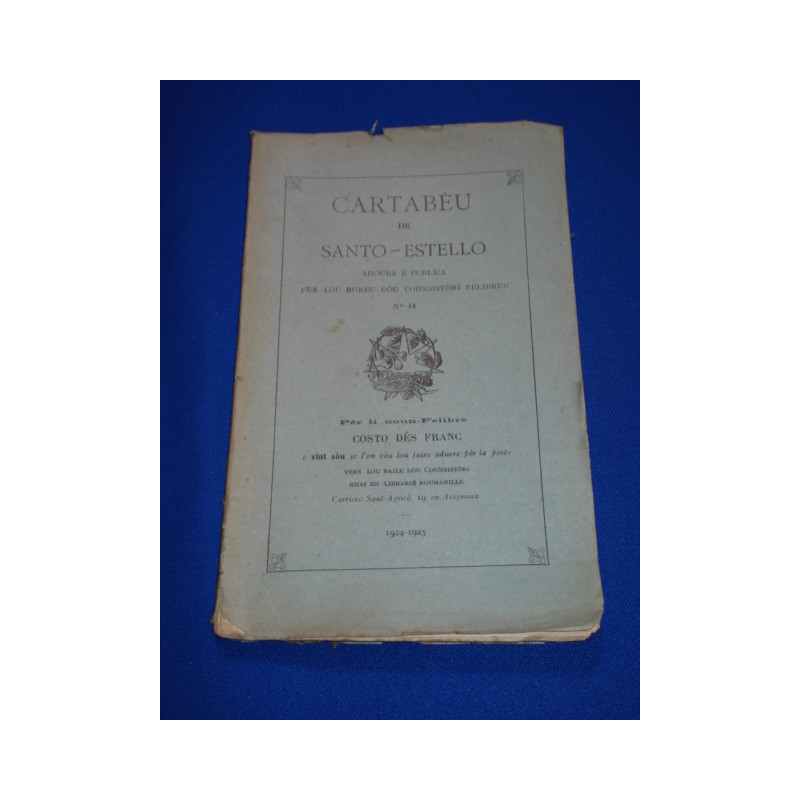 CARTABÈU
DE
SANTO-ESTELLO
ADOUBA E PUBLICA
PÈR LOU BURÈU DÓU COUNSISTÒRI FELIBREN
Nº 14
Pèr li noun-Felibre
COSTO DÈS FRANC
e vint sòu se l'on vòu lou faire aduere pèr la posto
VERS LOU BAILE DÓU COUNSISTÒRI
EMAI EN LIBRARIÉ ROUMANILLE
Carriero Sant-Agricò, 19 en Avignoun
1924-1925